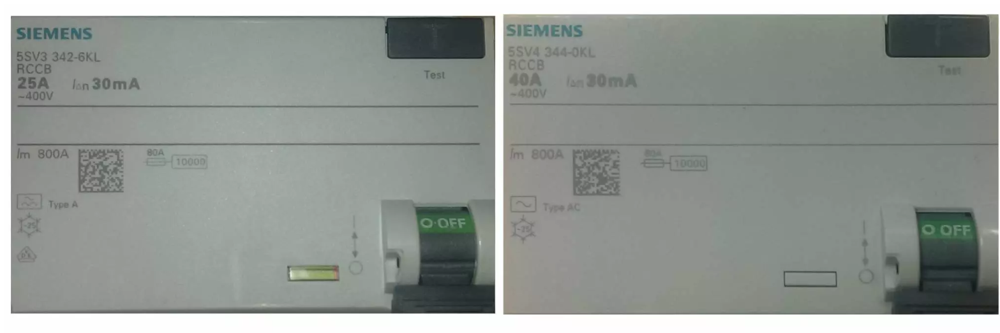 SIEMENS
5SV3 342-6KL
RCCB
25A IΔn 30mA
~400V
Test
Im 800A
80A
10000
Type A
-25
I
O OFF
SIEMENS
5SV4 344-0KL
RCCB
40A IΔn 30mA
~400V
Test
Im 800A
80A
10000
Type AC
-25
I
O OFF